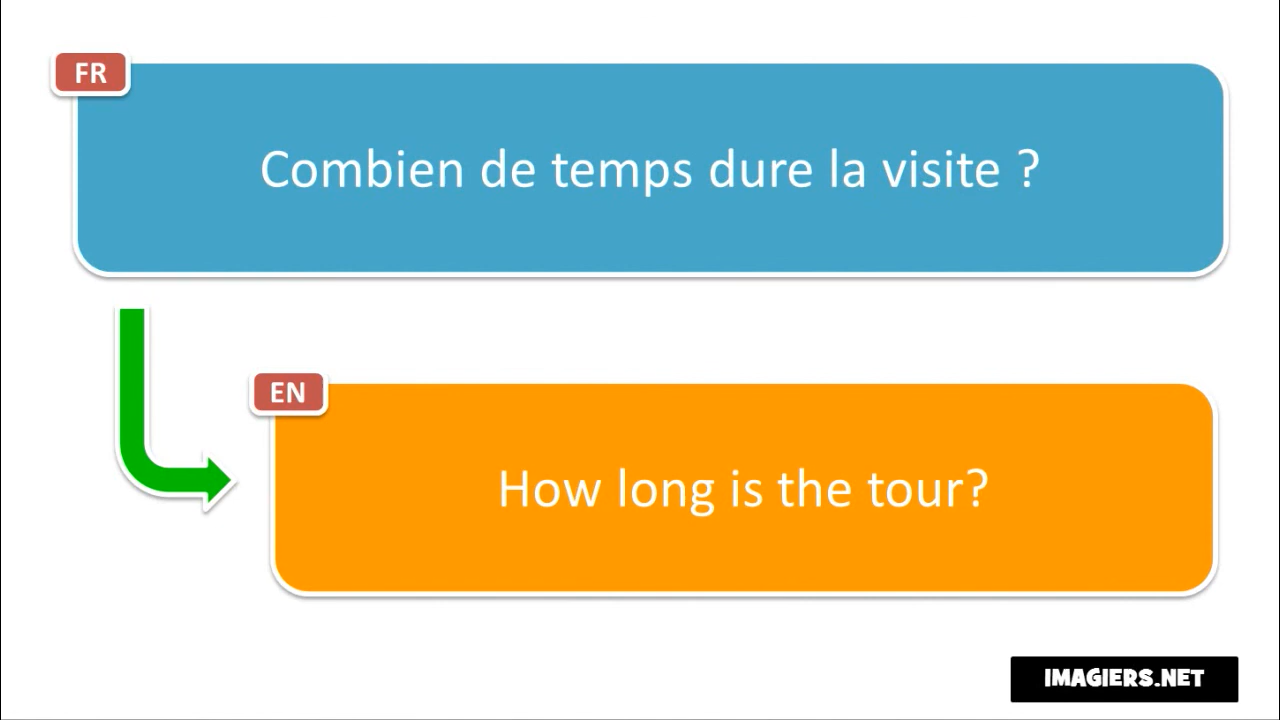 FR
Combien de temps dure la visite ?
EN
How long is the tour?
IMAGIERS.NET